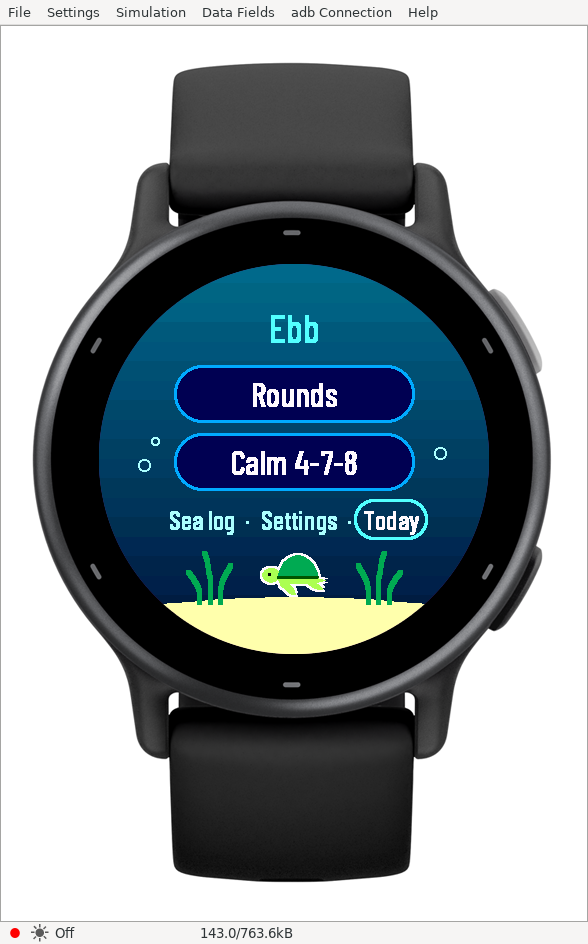 File Settings Simulation Data Fields adb Connection Help
Ebb
Rounds
Calm 4-7-8
Sea log · Settings · Today
Off 143.0/763.6kB